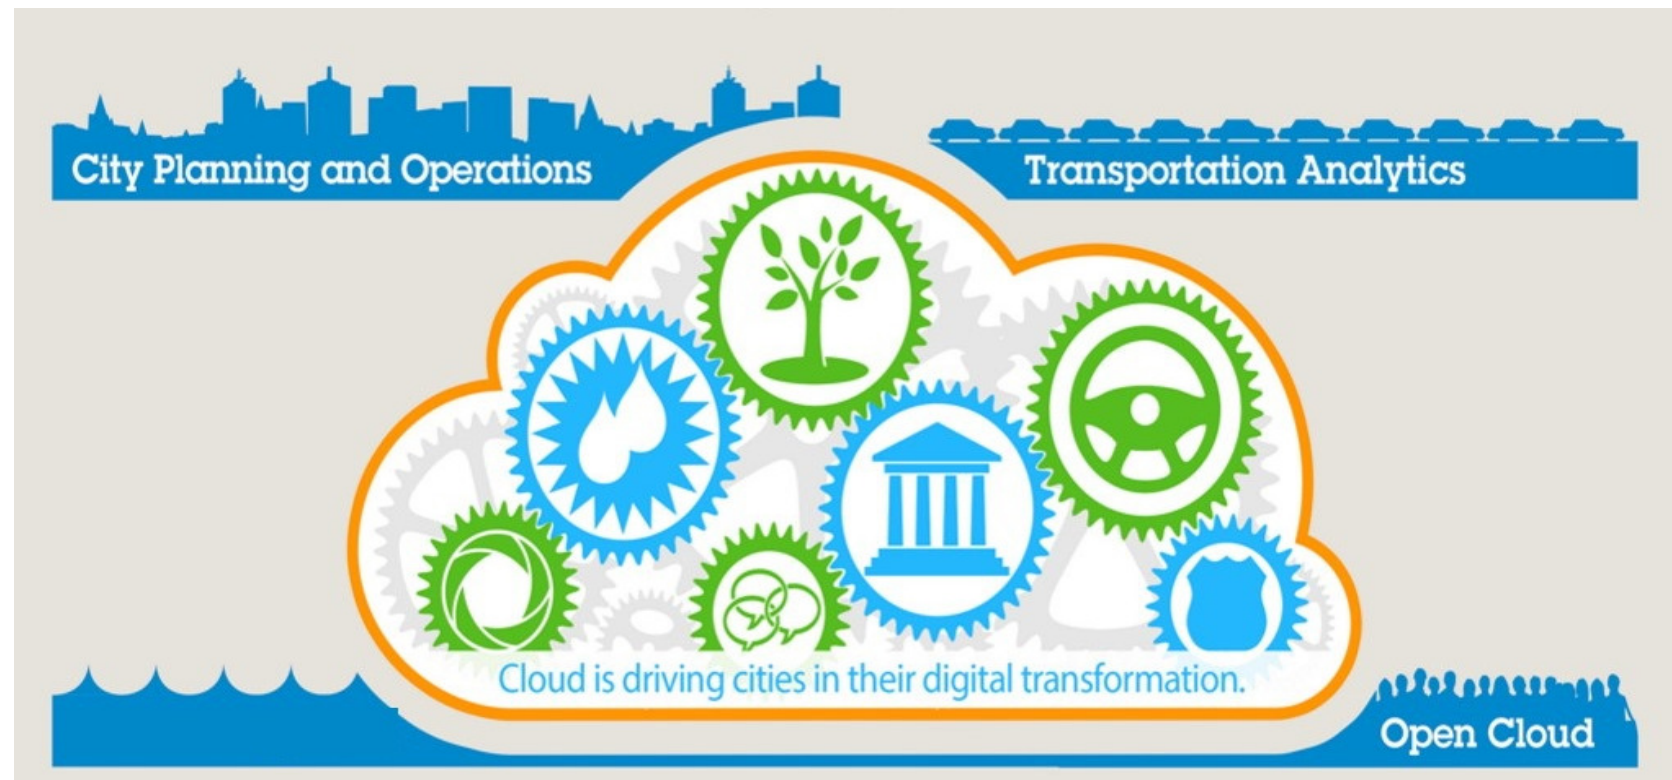 City Planning and Operations
Transportation Analytics
Cloud is driving cities in their digital transformation.
Open Cloud